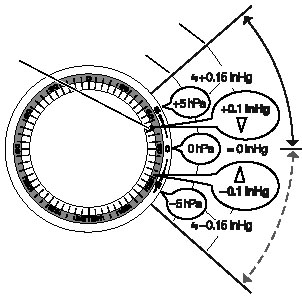 ≒+0.15 inHg
+5 hPa
+0.1 inHg
0 hPa
= 0 inHg
−0.1 inHg
−5 hPa
≒−0.15 inHg